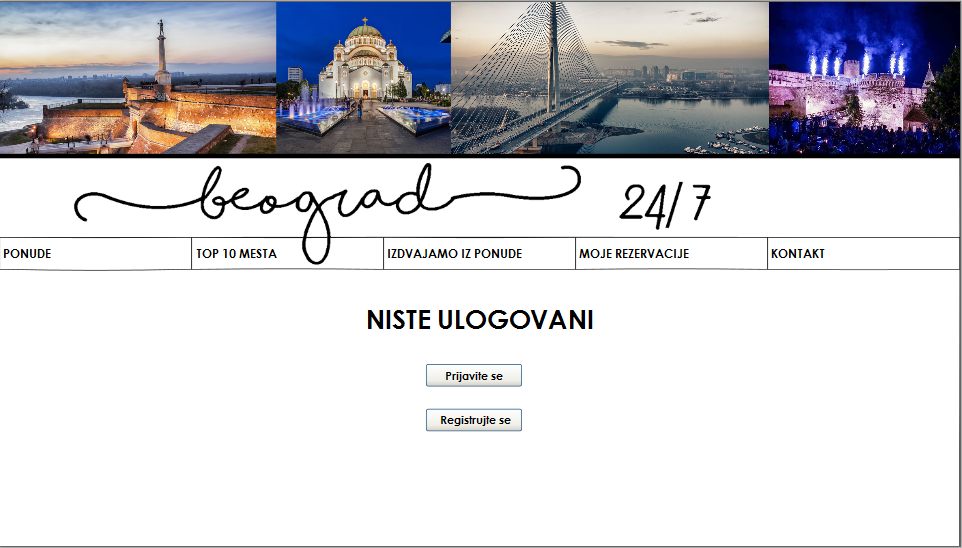 beograd 24/7
PONUDE TOP 10 MESTA IZDVAJAMO IZ PONUDE MOJE REZERVACIJE KONTAKT
NISTE ULOGOVANI
Prijavite se
Registrujte se